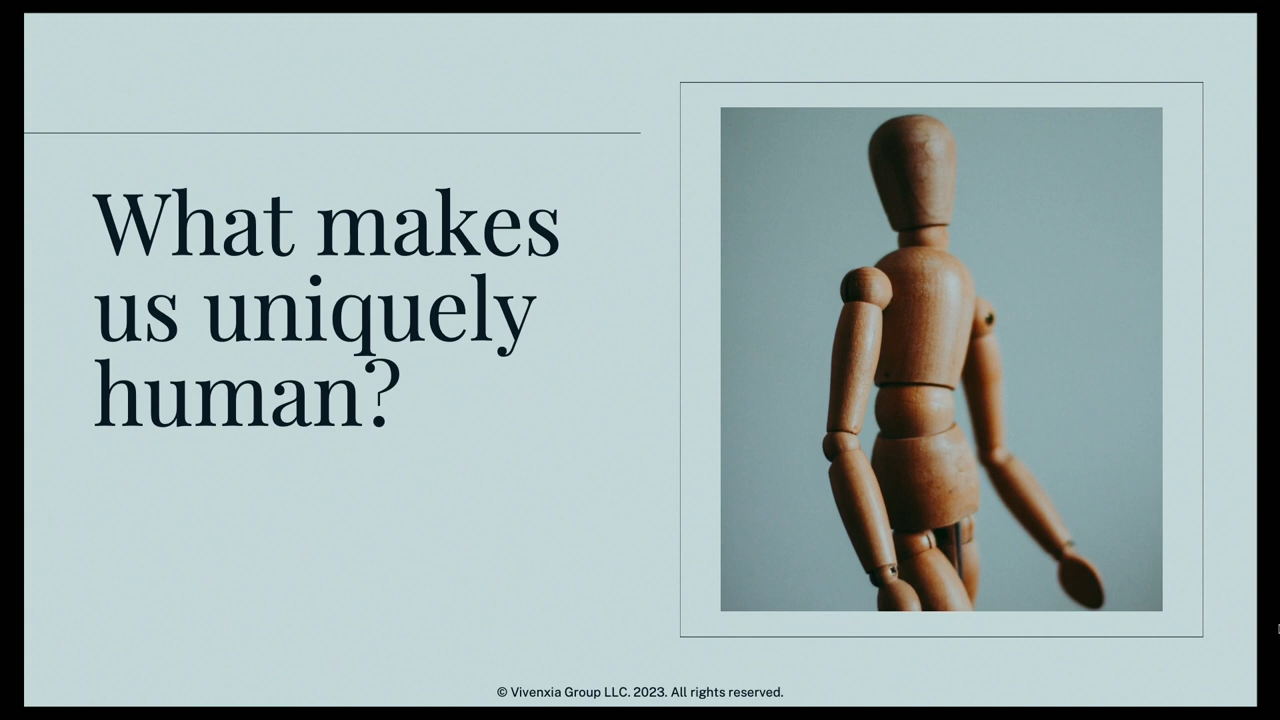 What makes
us uniquely
human?
© Vivenxia Group LLC. 2023. All rights reserved.